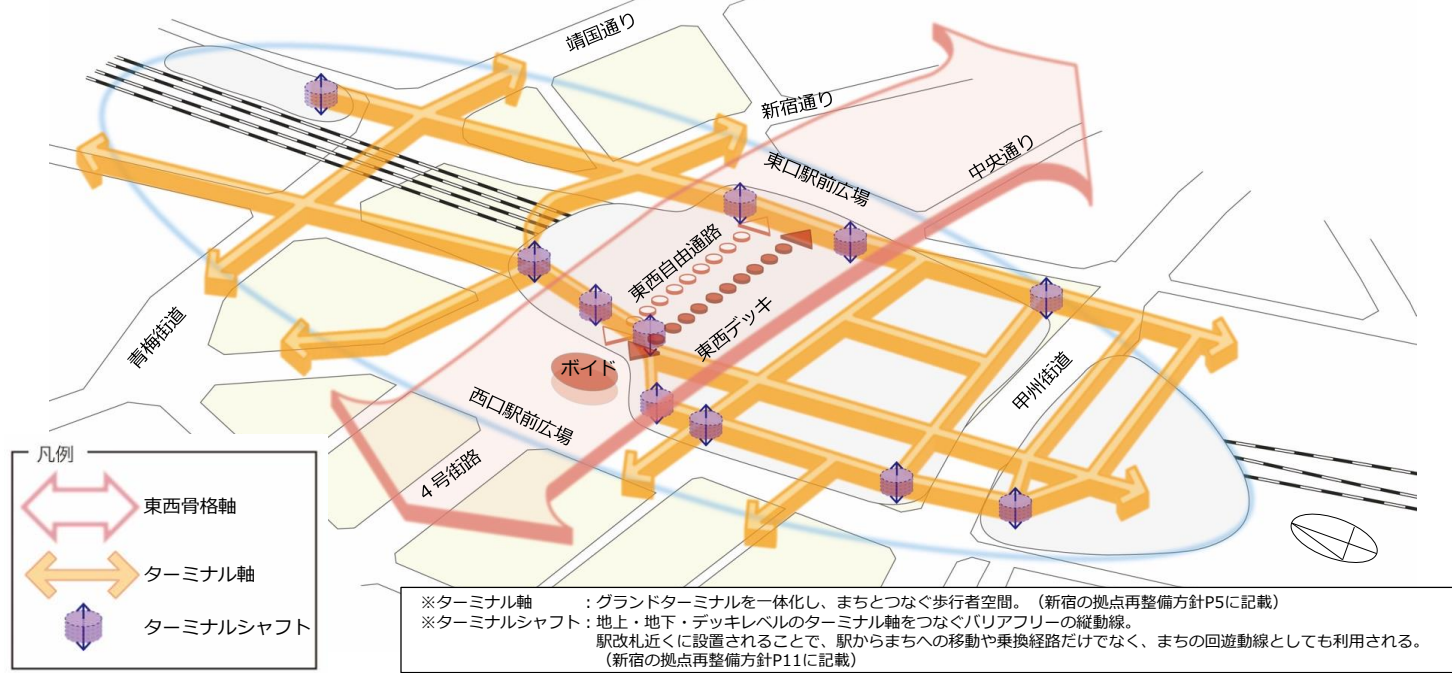 靖国通り
新宿通り
中央通り
東口駅前広場
東西自由通路
東西デッキ
青梅街道
ボイド
甲州街道
西口駅前広場
４号街路
凡例
東西骨格軸
ターミナル軸
ターミナルシャフト
※ターミナル軸　　　：グランドターミナルを一体化し、まちとつなぐ歩行者空間。（新宿の拠点再整備方針P5に記載）
※ターミナルシャフト：地上・地下・デッキレベルのターミナル軸をつなぐバリアフリーの縦動線。
駅改札近くに設置されることで、駅からまちへの移動や乗換経路だけでなく、まちの回遊動線としても利用される。
（新宿の拠点再整備方針P11に記載）